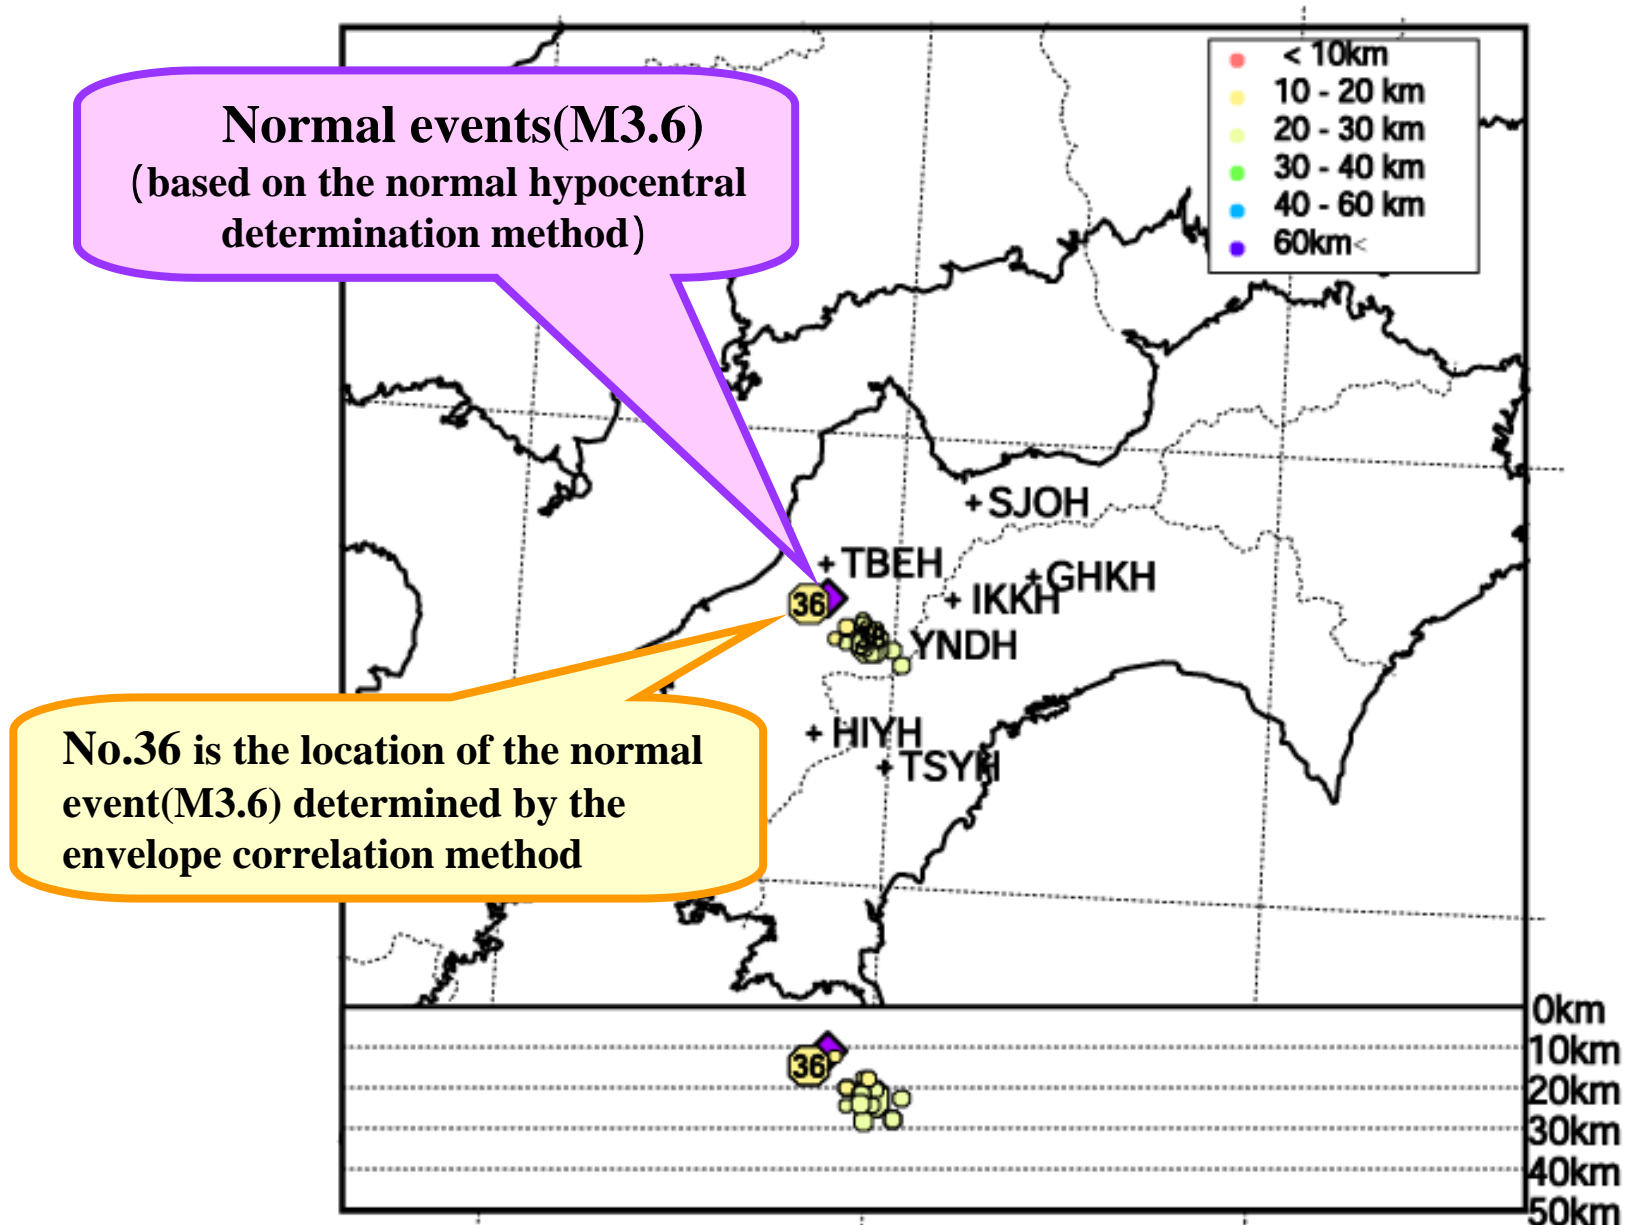 Normal events(M3.6)
(based on the normal hypocentral
determination method)
< 10km
10 - 20 km
20 - 30 km
30 - 40 km
40 - 60 km
60km<
SJOH
TBEH
GHKH
IKKH
36
YNDH
HIYH
TSYH
No.36 is the location of the normal
event(M3.6) determined by the
envelope correlation method
0km
10km
36
20km
30km
40km
50km